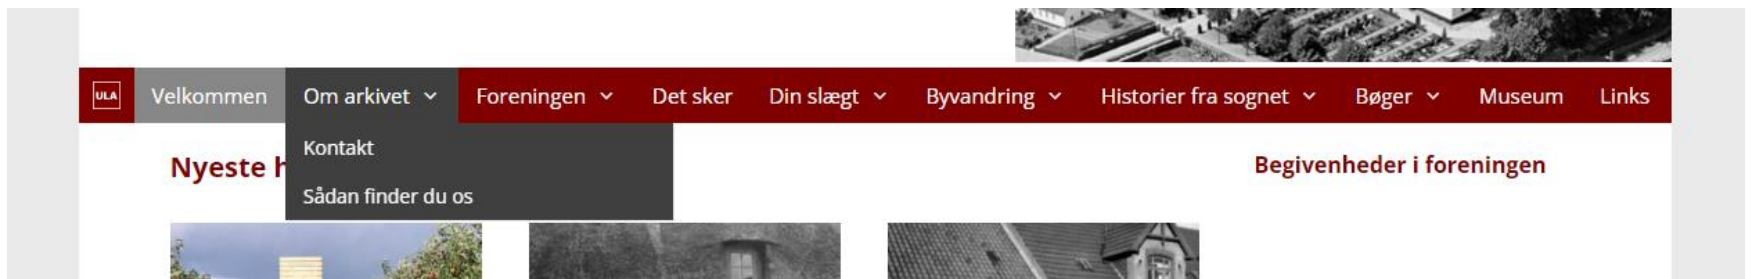 ULA Velkommen Om arkivet Foreningen Det sker Din slægt Byvandring Historier fra sognet Bøger Museum Links
Kontakt
Sådan finder du os
Nyeste
Begivenheder i foreningen